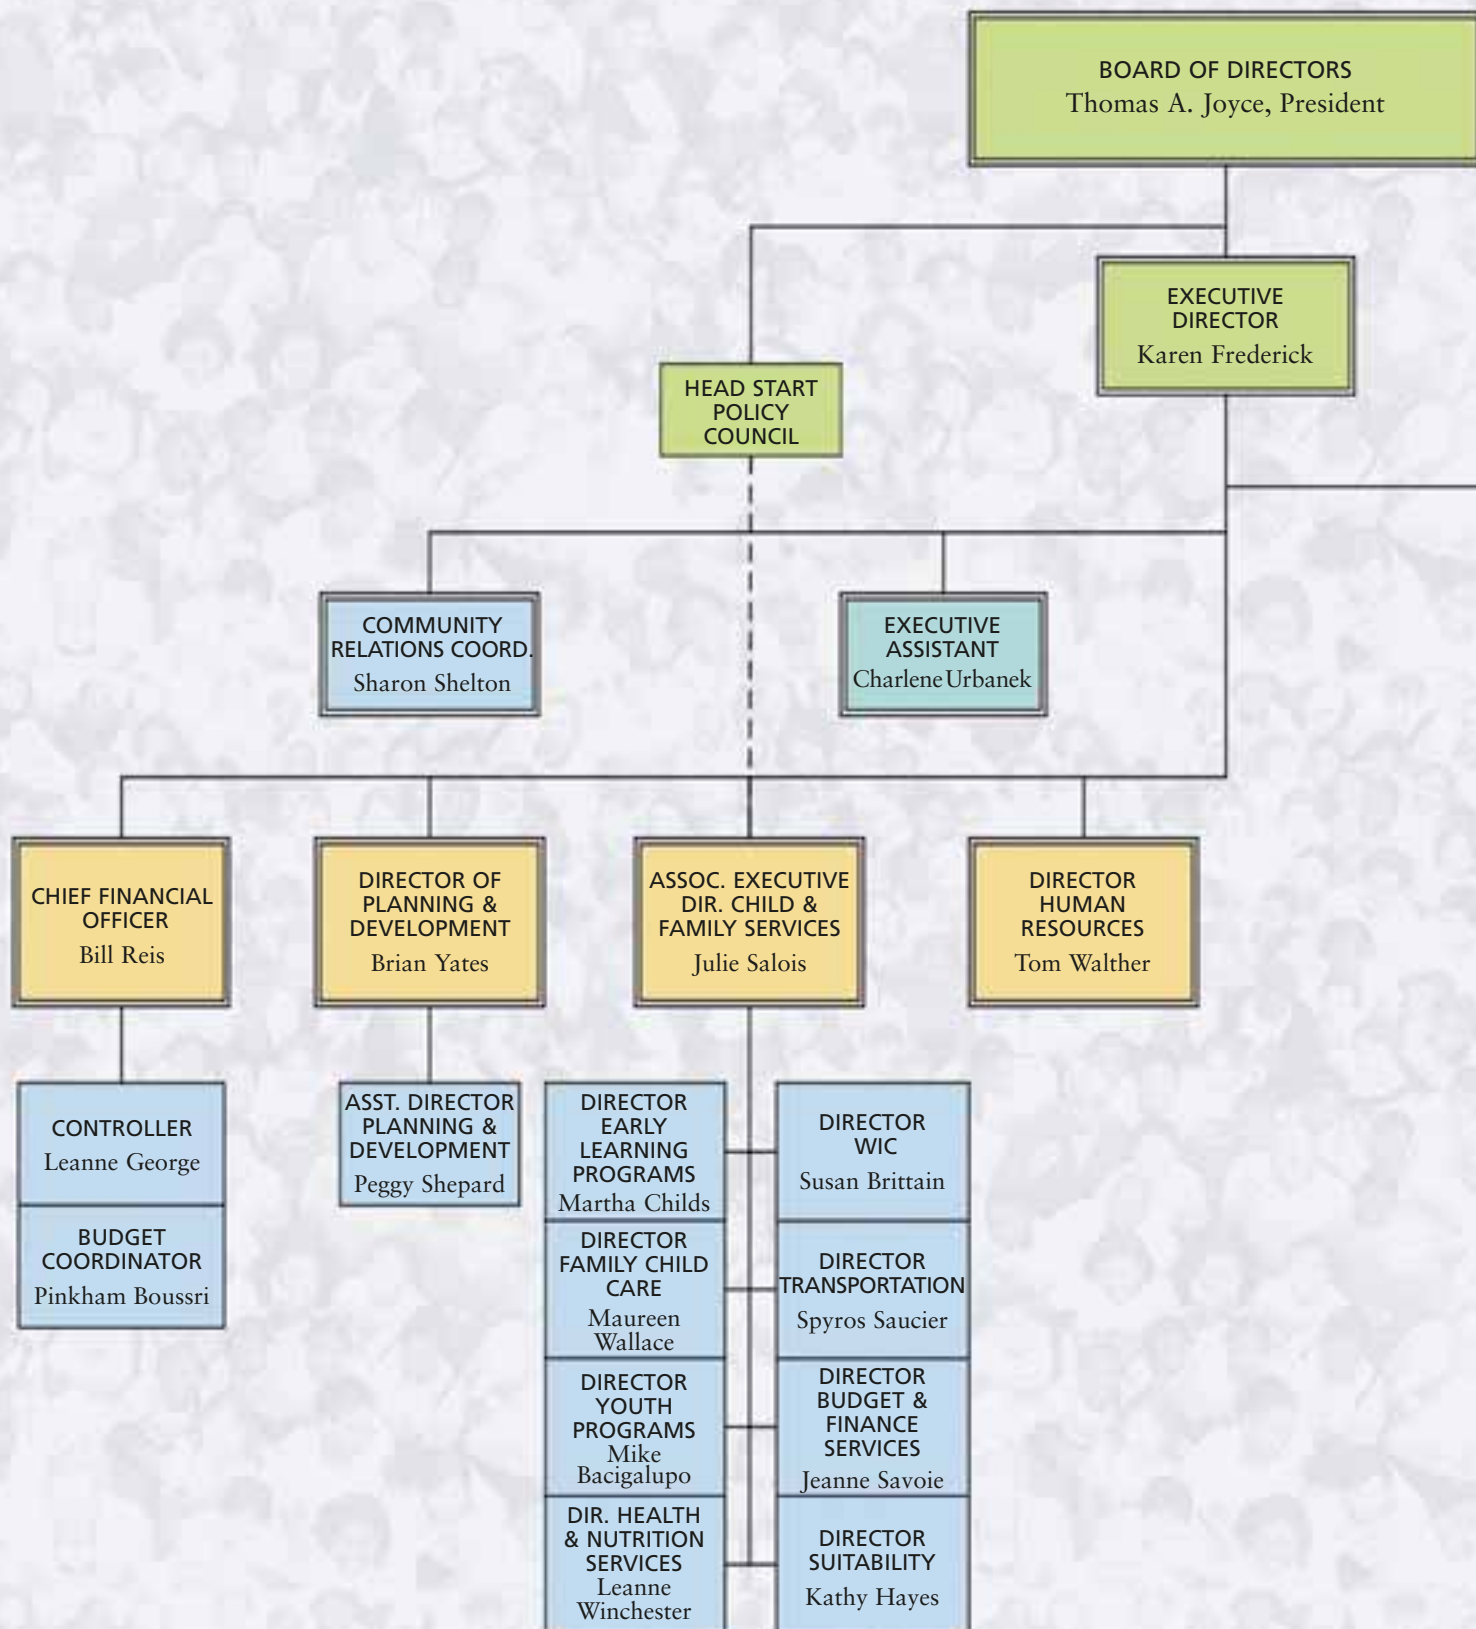 BOARD OF DIRECTORS
Thomas A. Joyce, President
EXECUTIVE
DIRECTOR
Karen Frederick
HEAD START
POLICY
COUNCIL
COMMUNITY
RELATIONS COORD.
Sharon Shelton
EXECUTIVE
ASSISTANT
Charlene Urbanek
CHIEF FINANCIAL
OFFICER
Bill Reis
DIRECTOR OF
PLANNING &
DEVELOPMENT
Brian Yates
ASSOC. EXECUTIVE
DIR. CHILD &
FAMILY SERVICES
Julie Salois
DIRECTOR
HUMAN
RESOURCES
Tom Walther
CONTROLLER
Leanne George
BUDGET
COORDINATOR
Pinkham Boussri
ASST. DIRECTOR
PLANNING &
DEVELOPMENT
Peggy Shepard
DIRECTOR
EARLY
LEARNING
PROGRAMS
Martha Childs
DIRECTOR
FAMILY CHILD
CARE
Maureen
Wallace
DIRECTOR
YOUTH
PROGRAMS
Mike
Bacigalupo
DIR. HEALTH
& NUTRITION
SERVICES
Leanne
Winchester
DIRECTOR
WIC
Susan Brittain
DIRECTOR
TRANSPORTATION
Spyros Saucier
DIRECTOR
BUDGET &
FINANCE
SERVICES
Jeanne Savoie
DIRECTOR
SUITABILITY
Kathy Hayes